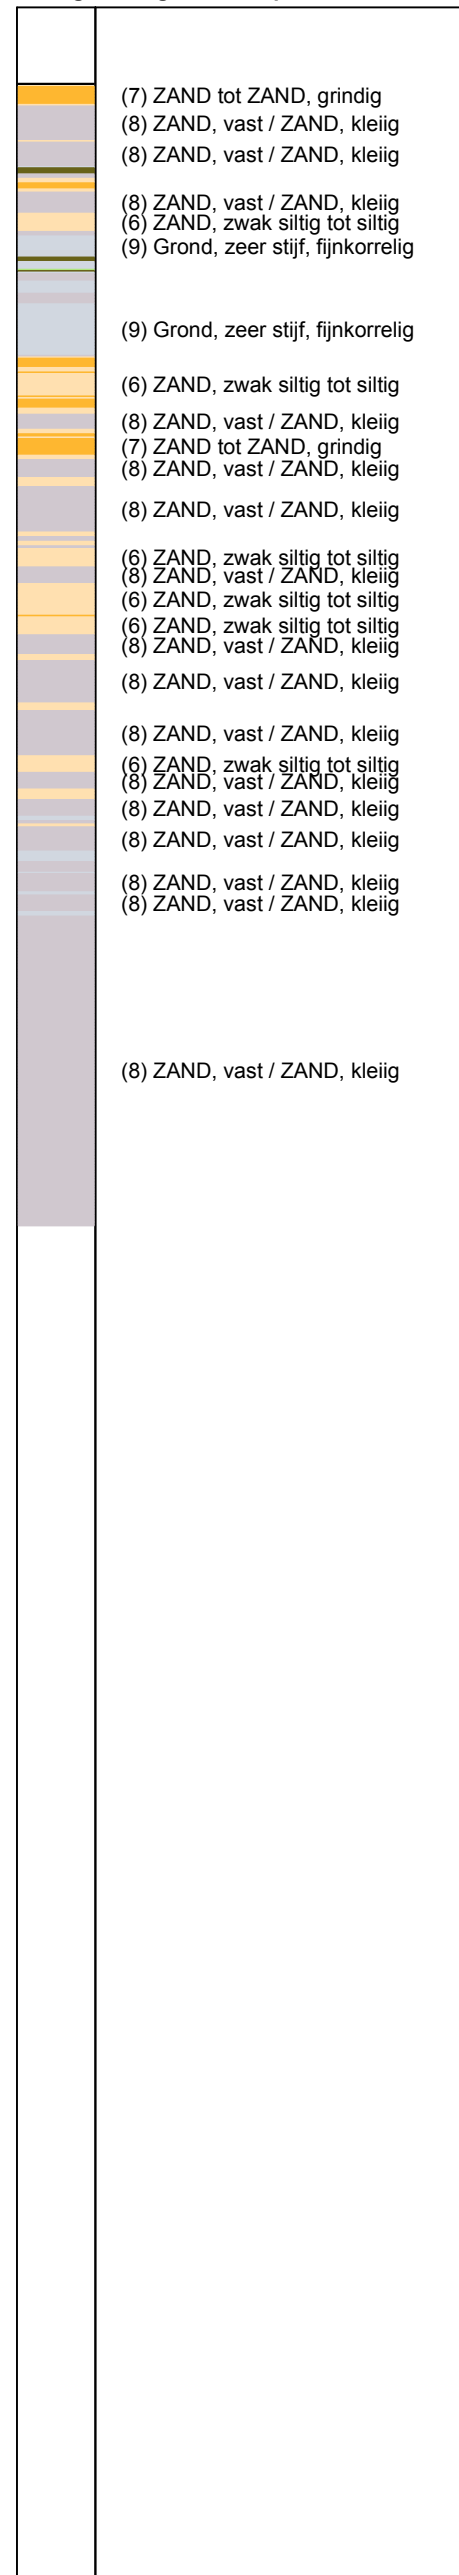 (7) ZAND tot ZAND, grindig
(8) ZAND, vast / ZAND, kleiig
(8) ZAND, vast / ZAND, kleiig
(8) ZAND, vast / ZAND, kleiig
(6) ZAND, zwak siltig tot siltig
(9) Grond, zeer stijf, fijnkorrelig
(9) Grond, zeer stijf, fijnkorrelig
(6) ZAND, zwak siltig tot siltig
(8) ZAND, vast / ZAND, kleiig
(7) ZAND tot ZAND, grindig
(8) ZAND, vast / ZAND, kleiig
(8) ZAND, vast / ZAND, kleiig
(6) ZAND, zwak siltig tot siltig
(8) ZAND, vast / ZAND, kleiig
(6) ZAND, zwak siltig tot siltig
(6) ZAND, zwak siltig tot siltig
(8) ZAND, vast / ZAND, kleiig
(8) ZAND, vast / ZAND, kleiig
(8) ZAND, vast / ZAND, kleiig
(6) ZAND, zwak siltig tot siltig
(8) ZAND, vast / ZAND, kleiig
(8) ZAND, vast / ZAND, kleiig
(8) ZAND, vast / ZAND, kleiig
(8) ZAND, vast / ZAND, kleiig
(8) ZAND, vast / ZAND, kleiig
(8) ZAND, vast / ZAND, kleiig